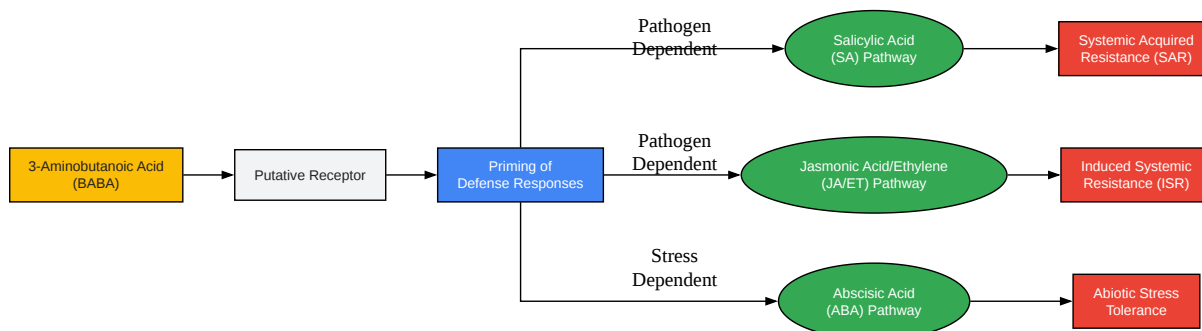 Pathogen
Dependent
Salicylic Acid
(SA) Pathway
Systemic Acquired
Resistance (SAR)
3-Aminobutanoic Acid
(BABA)
Putative Receptor
Priming of
Defense Responses
Pathogen
Dependent
Jasmonic Acid/Ethylene
(JA/ET) Pathway
Induced Systemic
Resistance (ISR)
Stress
Dependent
Abscisic Acid
(ABA) Pathway
Abiotic Stress
Tolerance